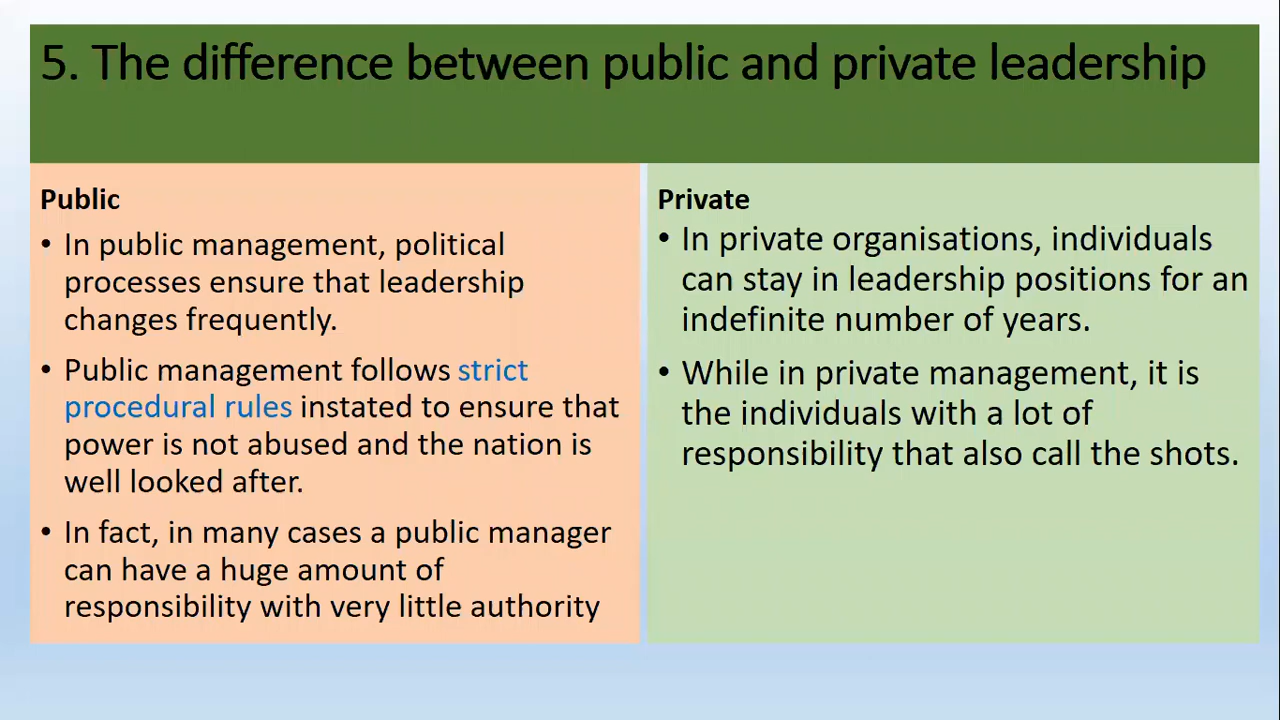 5. The difference between public and private leadership
Public
• In public management, political
processes ensure that leadership
changes frequently.
• Public management follows strict
procedural rules instated to ensure that
power is not abused and the nation is
well looked after.
• In fact, in many cases a public manager
can have a huge amount of
responsibility with very little authority
Private
• In private organisations, individuals
can stay in leadership positions for an
indefinite number of years.
• While in private management, it is
the individuals with a lot of
responsibility that also call the shots.